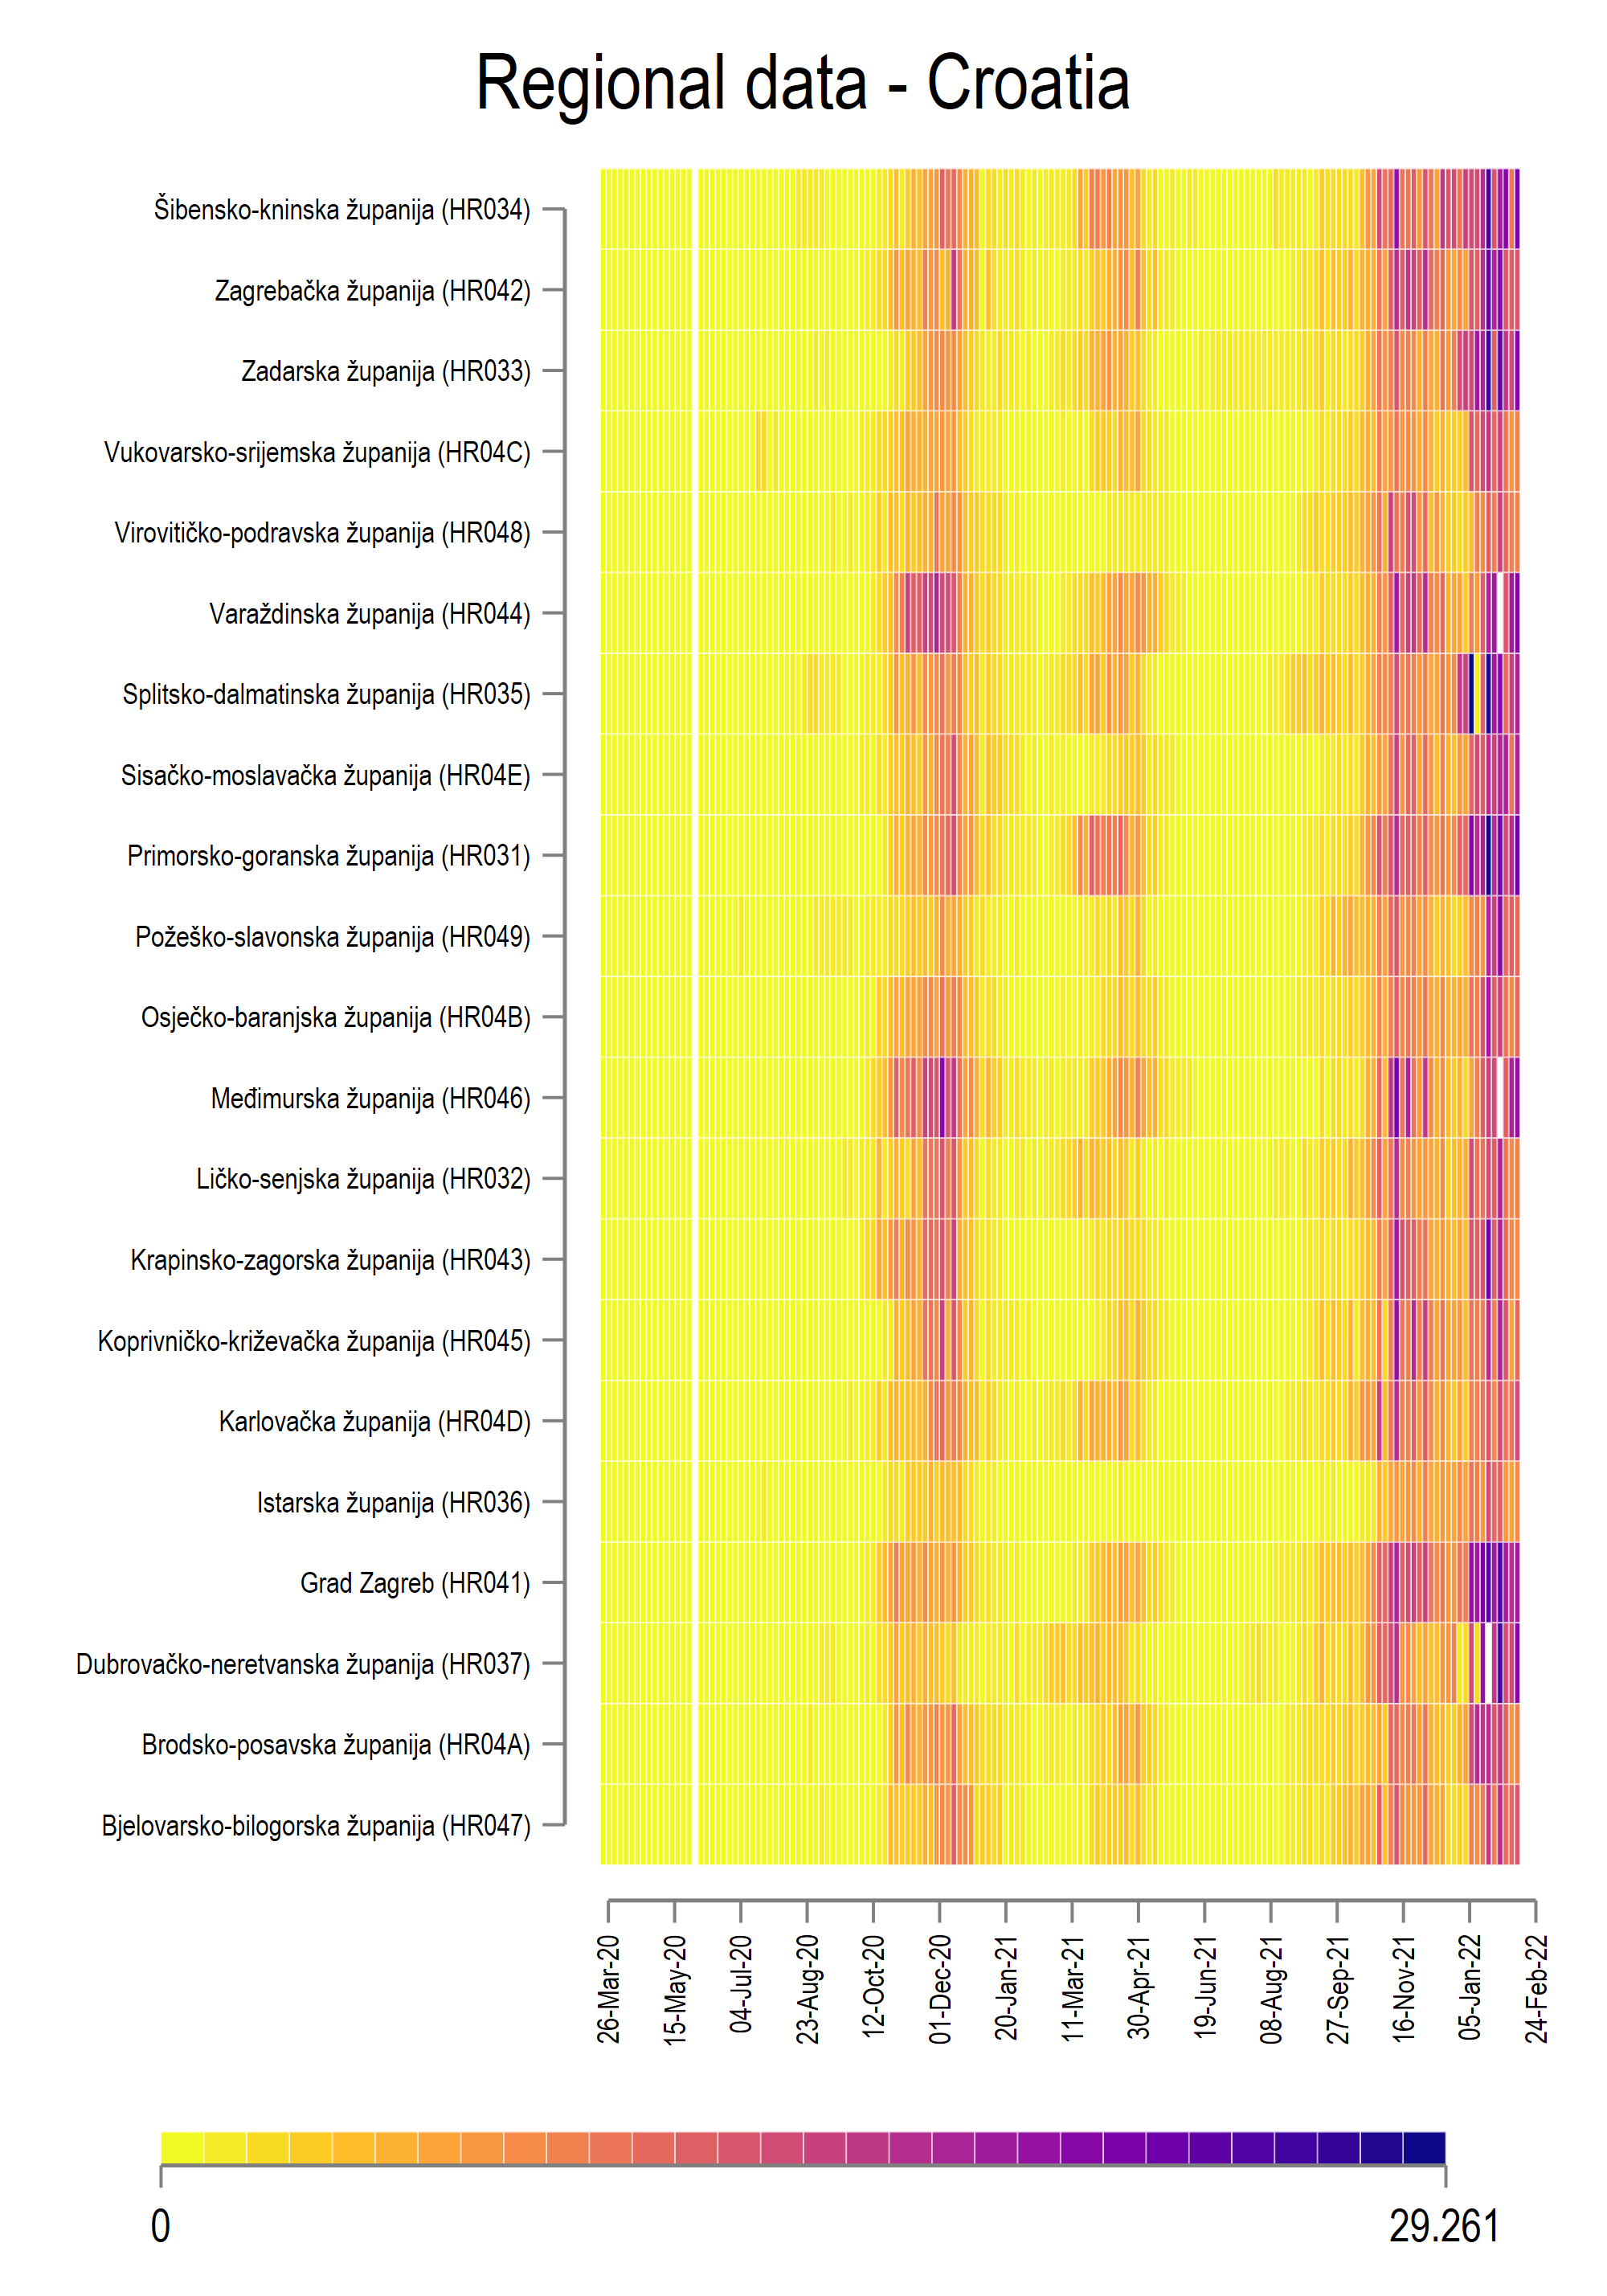 Regional data - Croatia
Šibensko-kninska županija (HR034)
Zagrebačka županija (HR042)
Zadarska županija (HR033)
Vukovarsko-srijemska županija (HR04C)
Virovitičko-podravska županija (HR048)
Varaždinska županija (HR044)
Splitsko-dalmatinska županija (HR035)
Sisačko-moslavačka županija (HR04E)
Primorsko-goranska županija (HR031)
Požeško-slavonska županija (HR049)
Osječko-baranjska županija (HR04B)
Međimurska županija (HR046)
Ličko-senjska županija (HR032)
Krapinsko-zagorska županija (HR043)
Koprivničko-križevačka županija (HR045)
Karlovačka županija (HR04D)
Istarska županija (HR036)
Grad Zagreb (HR041)
Dubrovačko-neretvanska županija (HR037)
Brodsko-posavska županija (HR04A)
Bjelovarsko-bilogorska županija (HR047)
26-Mar-20
15-May-20
04-Jul-20
23-Aug-20
12-Oct-20
01-Dec-20
20-Jan-21
11-Mar-21
30-Apr-21
19-Jun-21
08-Aug-21
27-Sep-21
16-Nov-21
05-Jan-22
24-Feb-22
0
29.261